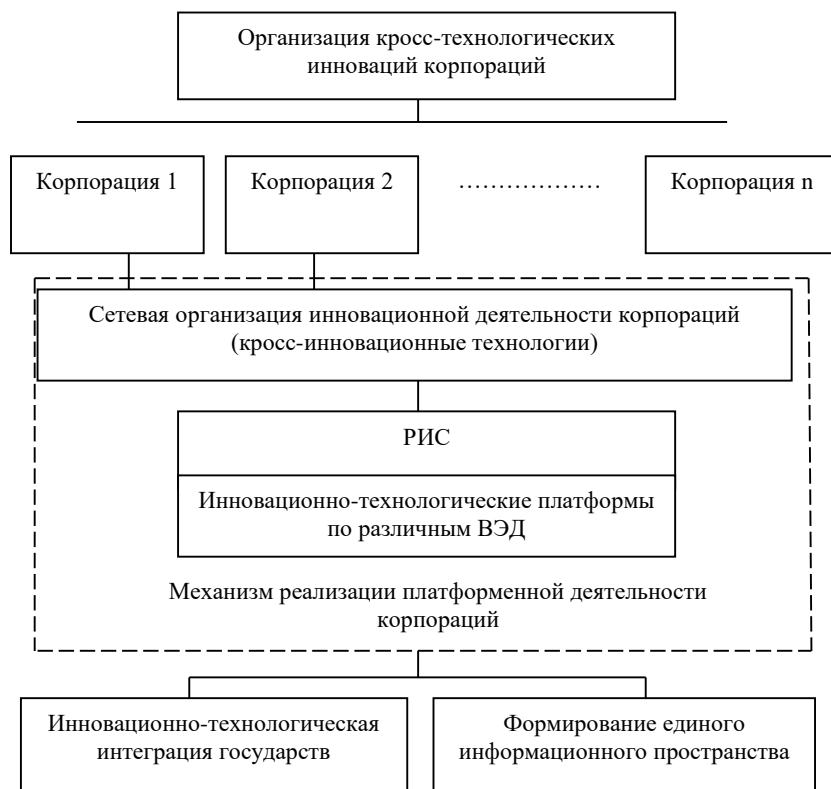 Организация кросс-технологических
инноваций корпораций
Корпорация 1
Корпорация 2
………………...
Корпорация n
Сетевая организация инновационной деятельности корпораций
(кросс-инновационные технологии)
РИС
Инновационно-технологические платформы
по различным ВЭД
Механизм реализации платформенной деятельности
корпораций
Инновационно-технологическая
интеграция государств
Формирование единого
информационного пространства